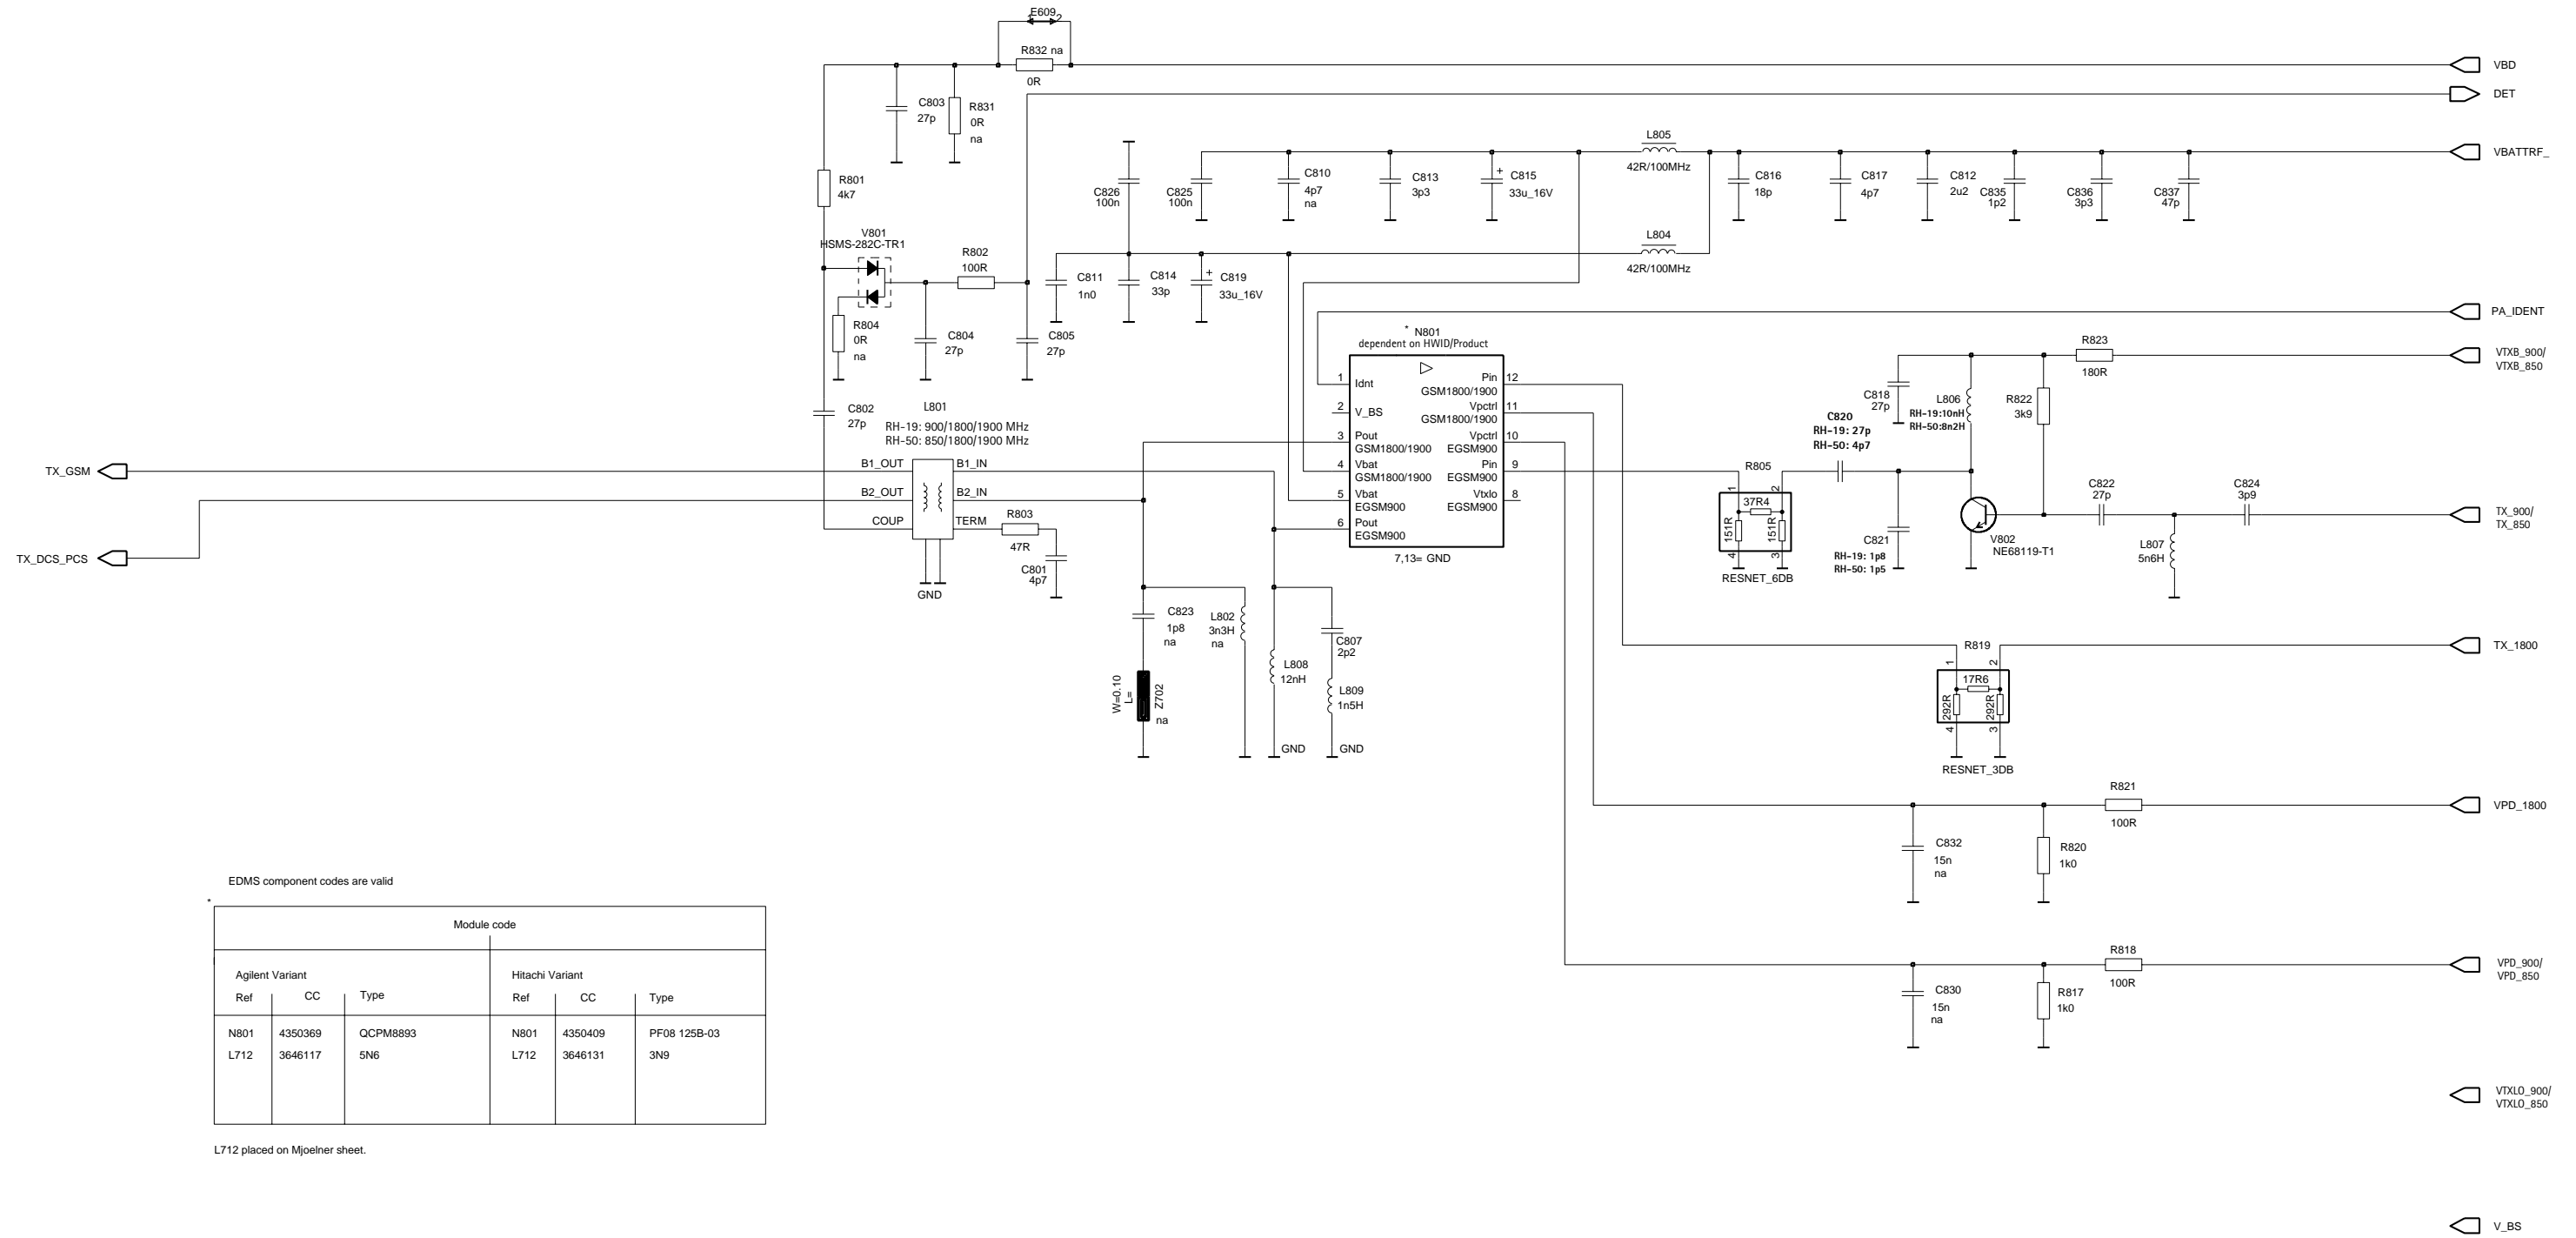 E609
1 2
R832 na
0R
VBD
DET
C803
27p
R831
0R
na
L805
42R/100MHz
VBATTRF_
R801
4k7
C826
100n
C825
100n
C810
4p7
na
C813
3p3
+
C815
33u_16V
C816
18p
C817
4p7
C812
2u2
C835
1p2
C836
3p3
C837
47p
V801
HSMS-282C-TR1
R802
100R
L804
42R/100MHz
C811
1n0
C814
33p
+
C819
33u_16V
PA_IDENT
R804
0R
na
C804
27p
C805
27p
* N801
dependent on HWID/Product
R823
180R
VTXB_900/
VTXB_850
1
Idnt
2
V_BS
3
Pout
GSM1800/1900
4
Vbat
GSM1800/1900
5
Vbat
EGSM900
6
Pout
EGSM900
Pin
12
GSM1800/1900
Vpctrl
11
GSM1800/1900
Vpctrl
10
EGSM900
Pin
9
EGSM900
Vtxlo
8
EGSM900
7,13= GND
C818
27p
L806
RH-19:10nH
RH-50:8n2H
R822
3k9
C802
27p
L801
RH-19: 900/1800/1900 MHz
RH-50: 850/1800/1900 MHz
C820
RH-19: 27p
RH-50: 4p7
TX_GSM
B1_OUT
B1_IN
B2_OUT
B2_IN
COUP
TERM
GND
TX_DCS_PCS
R803
47R
C801
4p7
R805
1
2
37R4
151R
151R
4
3
RESNET_6DB
C821
RH-19: 1p8
RH-50: 1p5
V802
NE68119-T1
C822
27p
C824
3p9
L807
5n6H
TX_900/
TX_850
C823
1p8
na
L802
3n3H
na
C807
2p2
L808
12nH
L809
1n5H
W=0.10
L=
Z702
na
GND
GND
R819
1
2
17R6
292R
292R
4
3
RESNET_3DB
TX_1800
R821
100R
VPD_1800
C832
15n
na
R820
1k0
R818
100R
VPD_900/
VPD_850
C830
15n
na
R817
1k0
VTXLO_900/
VTXLO_850
V_BS
EDMS component codes are valid
*
Module code
Agilent Variant
Hitachi Variant
Ref CC Type Ref CC Type
N801 4350369 QCPM8893 N801 4350409 PF08 125B-03
L712 3646117 5N6 L712 3646131 3N9
L712 placed on Mjoelner sheet.